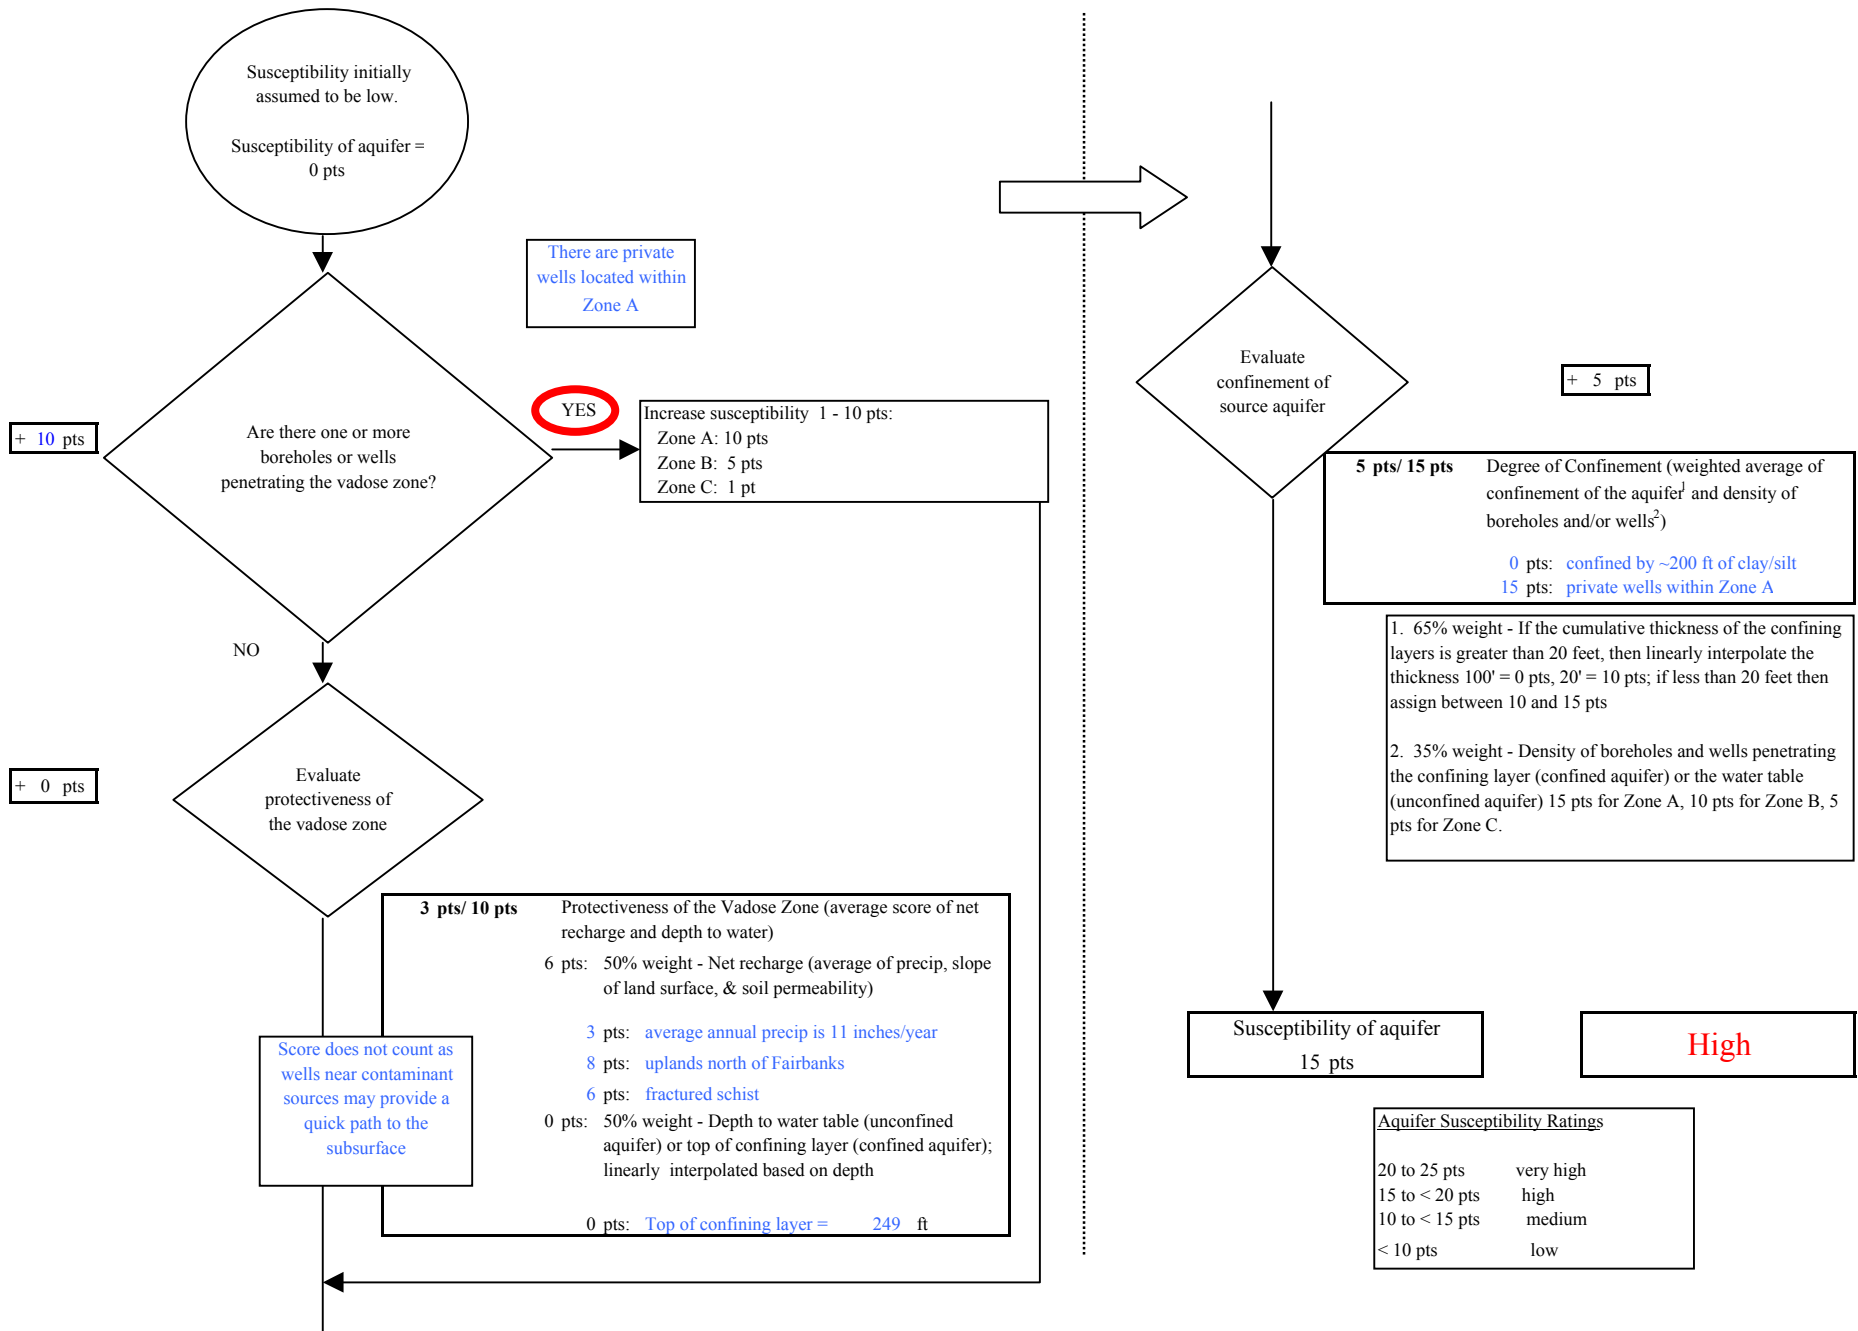 Susceptibility initially
assumed to be low.
Susceptibility of aquifer =
0 pts
There are private
wells located within
Zone A
+ 10 pts
Are there one or more
boreholes or wells
penetrating the vadose zone?
YES
Increase susceptibility 1 - 10 pts:
Zone A: 10 pts
Zone B: 5 pts
Zone C: 1 pt
NO
+ 0 pts
Evaluate
protectiveness of
the vadose zone
3 pts/ 10 pts
Protectiveness of the Vadose Zone (average score of net
recharge and depth to water)
6 pts: 50% weight - Net recharge (average of precip, slope
of land surface, & soil permeability)
3 pts: average annual precip is 11 inches/year
8 pts: uplands north of Fairbanks
6 pts: fractured schist
0 pts: 50% weight - Depth to water table (unconfined
aquifer) or top of confining layer (confined aquifer);
linearly interpolated based on depth
0 pts: Top of confining layer = 249 ft
Score does not count as
wells near contaminant
sources may provide a
quick path to the
subsurface
Evaluate
confinement of
source aquifer
+ 5 pts
5 pts/ 15 pts
Degree of Confinement (weighted average of
confinement of the aquifer1 and density of
boreholes and/or wells2)
0 pts: confined by ~200 ft of clay/silt
15 pts: private wells within Zone A
1. 65% weight - If the cumulative thickness of the confining
layers is greater than 20 feet, then linearly interpolate the
thickness 100' = 0 pts, 20' = 10 pts; if less than 20 feet then
assign between 10 and 15 pts
2. 35% weight - Density of boreholes and wells penetrating
the confining layer (confined aquifer) or the water table
(unconfined aquifer) 15 pts for Zone A, 10 pts for Zone B, 5
pts for Zone C.
Susceptibility of aquifer
15 pts
High
Aquifer Susceptibility Ratings
20 to 25 pts very high
15 to < 20 pts high
10 to < 15 pts medium
< 10 pts low